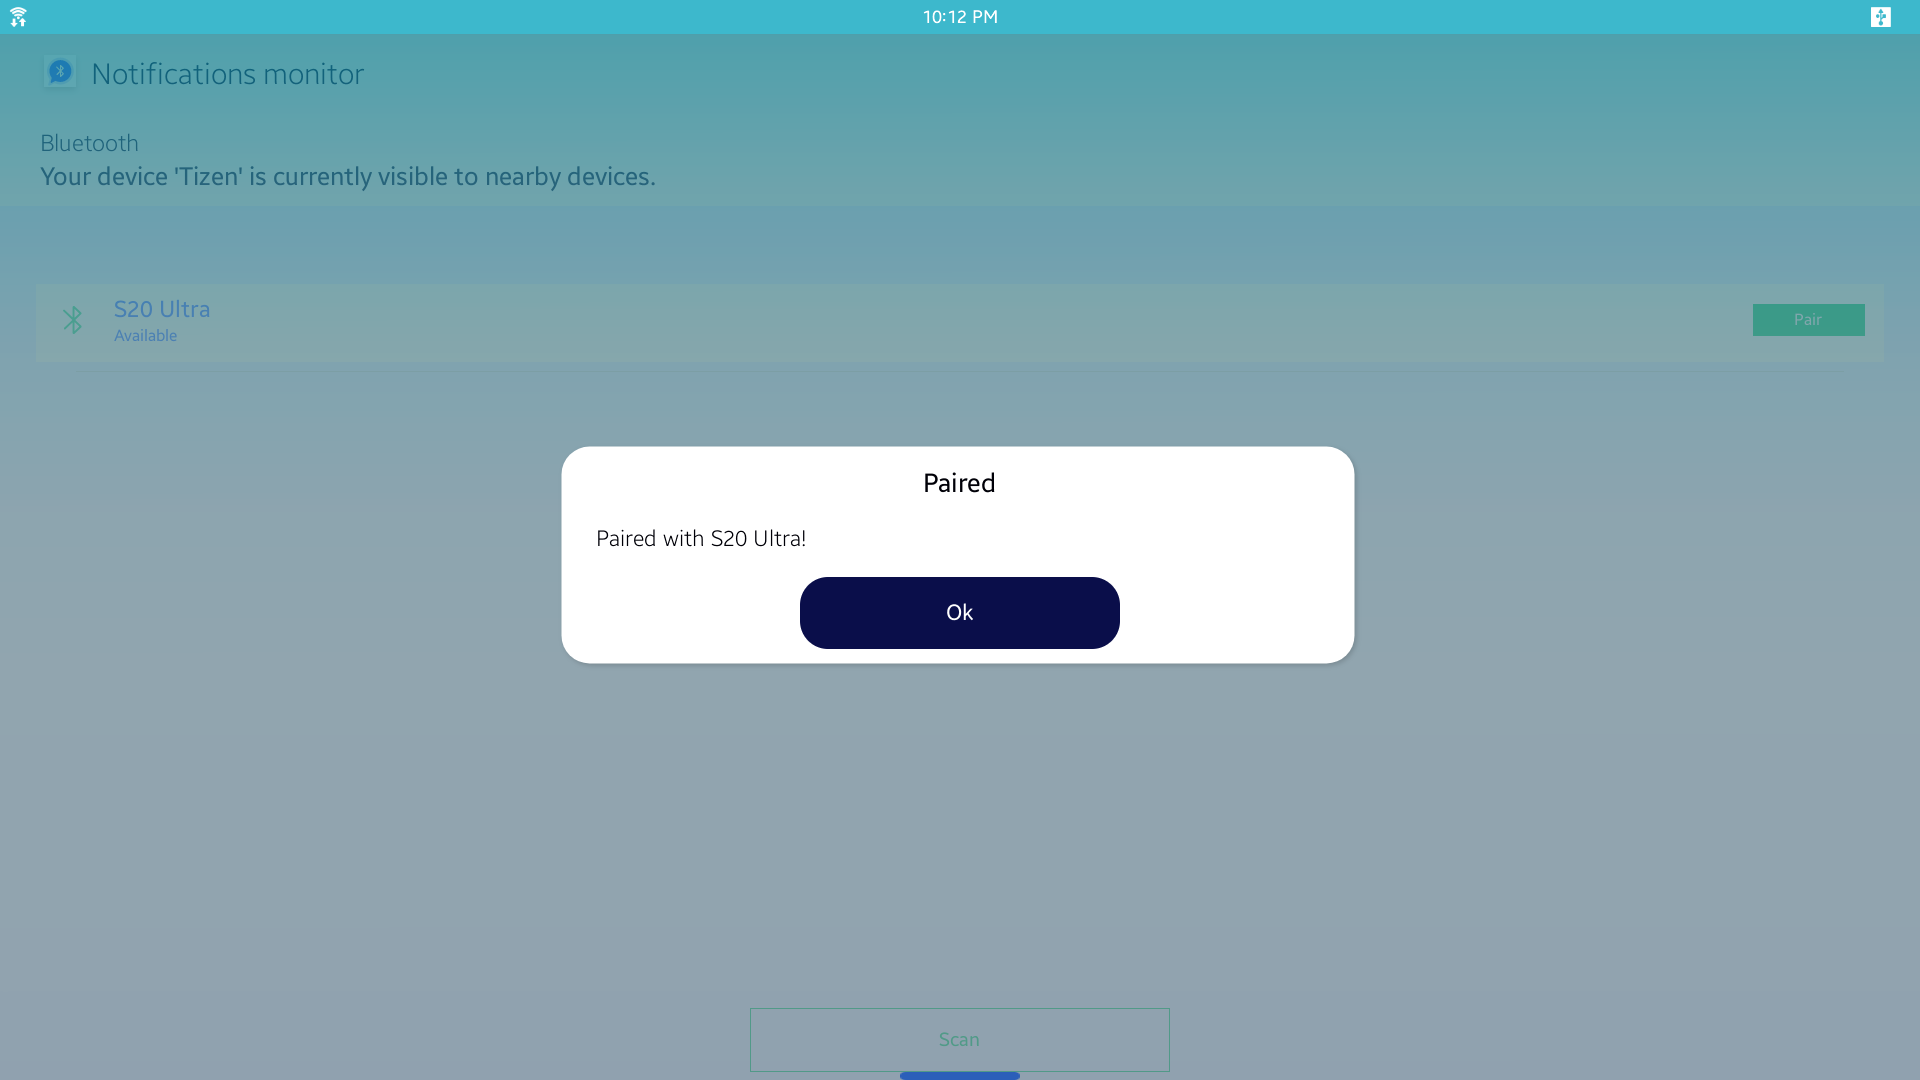 10:12 PM
Notifications monitor
Bluetooth
Your device 'Tizen' is currently visible to nearby devices.
S20 Ultra
Available
Pair
Paired
Paired with S20 Ultra!
Ok
Scan